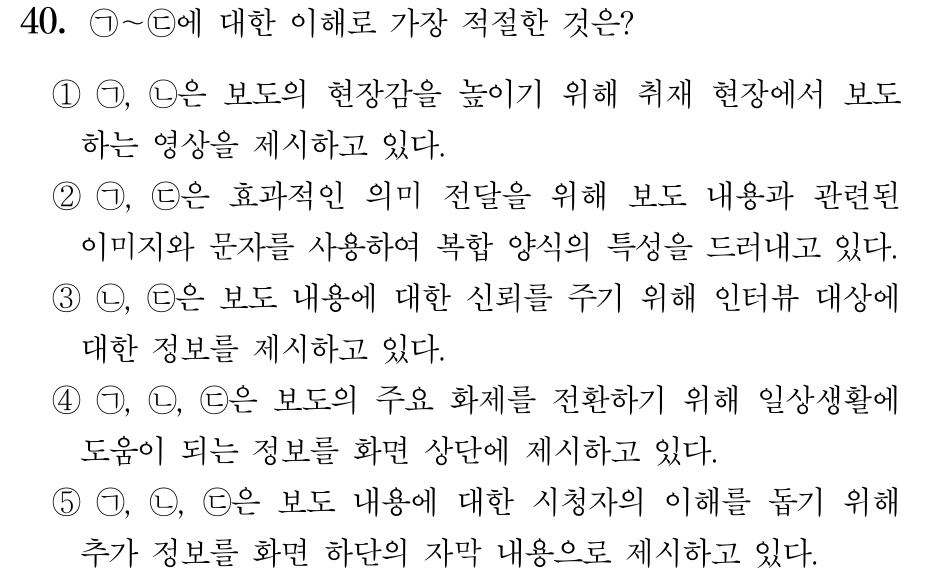 40. ㉠~㉢에 대한 이해로 가장 적절한 것은?
① ㉠, ㉡은 보도의 현장감을 높이기 위해 취재 현장에서 보도
하는 영상을 제시하고 있다.
② ㉠, ㉢은 효과적인 의미 전달을 위해 보도 내용과 관련된
이미지와 문자를 사용하여 복합 양식의 특성을 드러내고 있다.
③ ㉡, ㉢은 보도 내용에 대한 신뢰를 주기 위해 인터뷰 대상에
대한 정보를 제시하고 있다.
④ ㉠, ㉡, ㉢은 보도의 주요 화제를 전환하기 위해 일상생활에
도움이 되는 정보를 화면 상단에 제시하고 있다.
⑤ ㉠, ㉡, ㉢은 보도 내용에 대한 시청자의 이해를 돕기 위해
추가 정보를 화면 하단의 자막 내용으로 제시하고 있다.